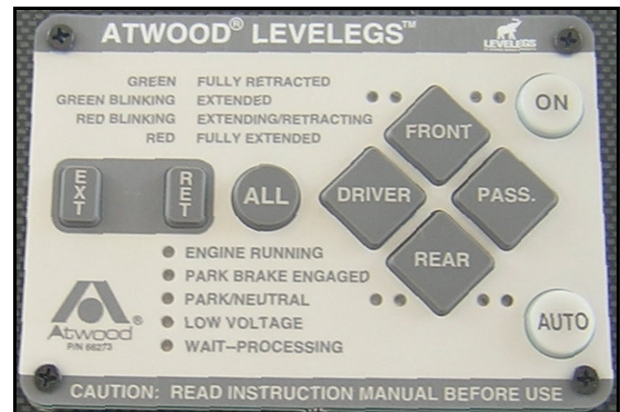 ATWOOD® LEVELEGS™
LEVELEGS
GREEN FULLY RETRACTED
GREEN BLINKING EXTENDED
RED BLINKING EXTENDING/RETRACTING
RED FULLY EXTENDED
ON
FRONT
EXT
RET
ALL
DRIVER
PASS.
REAR
ENGINE RUNNING
PARK BRAKE ENGAGED
PARK/NEUTRAL
LOW VOLTAGE
WAIT–PROCESSING
Atwood®
P/N 66273
AUTO
CAUTION: READ INSTRUCTION MANUAL BEFORE USE